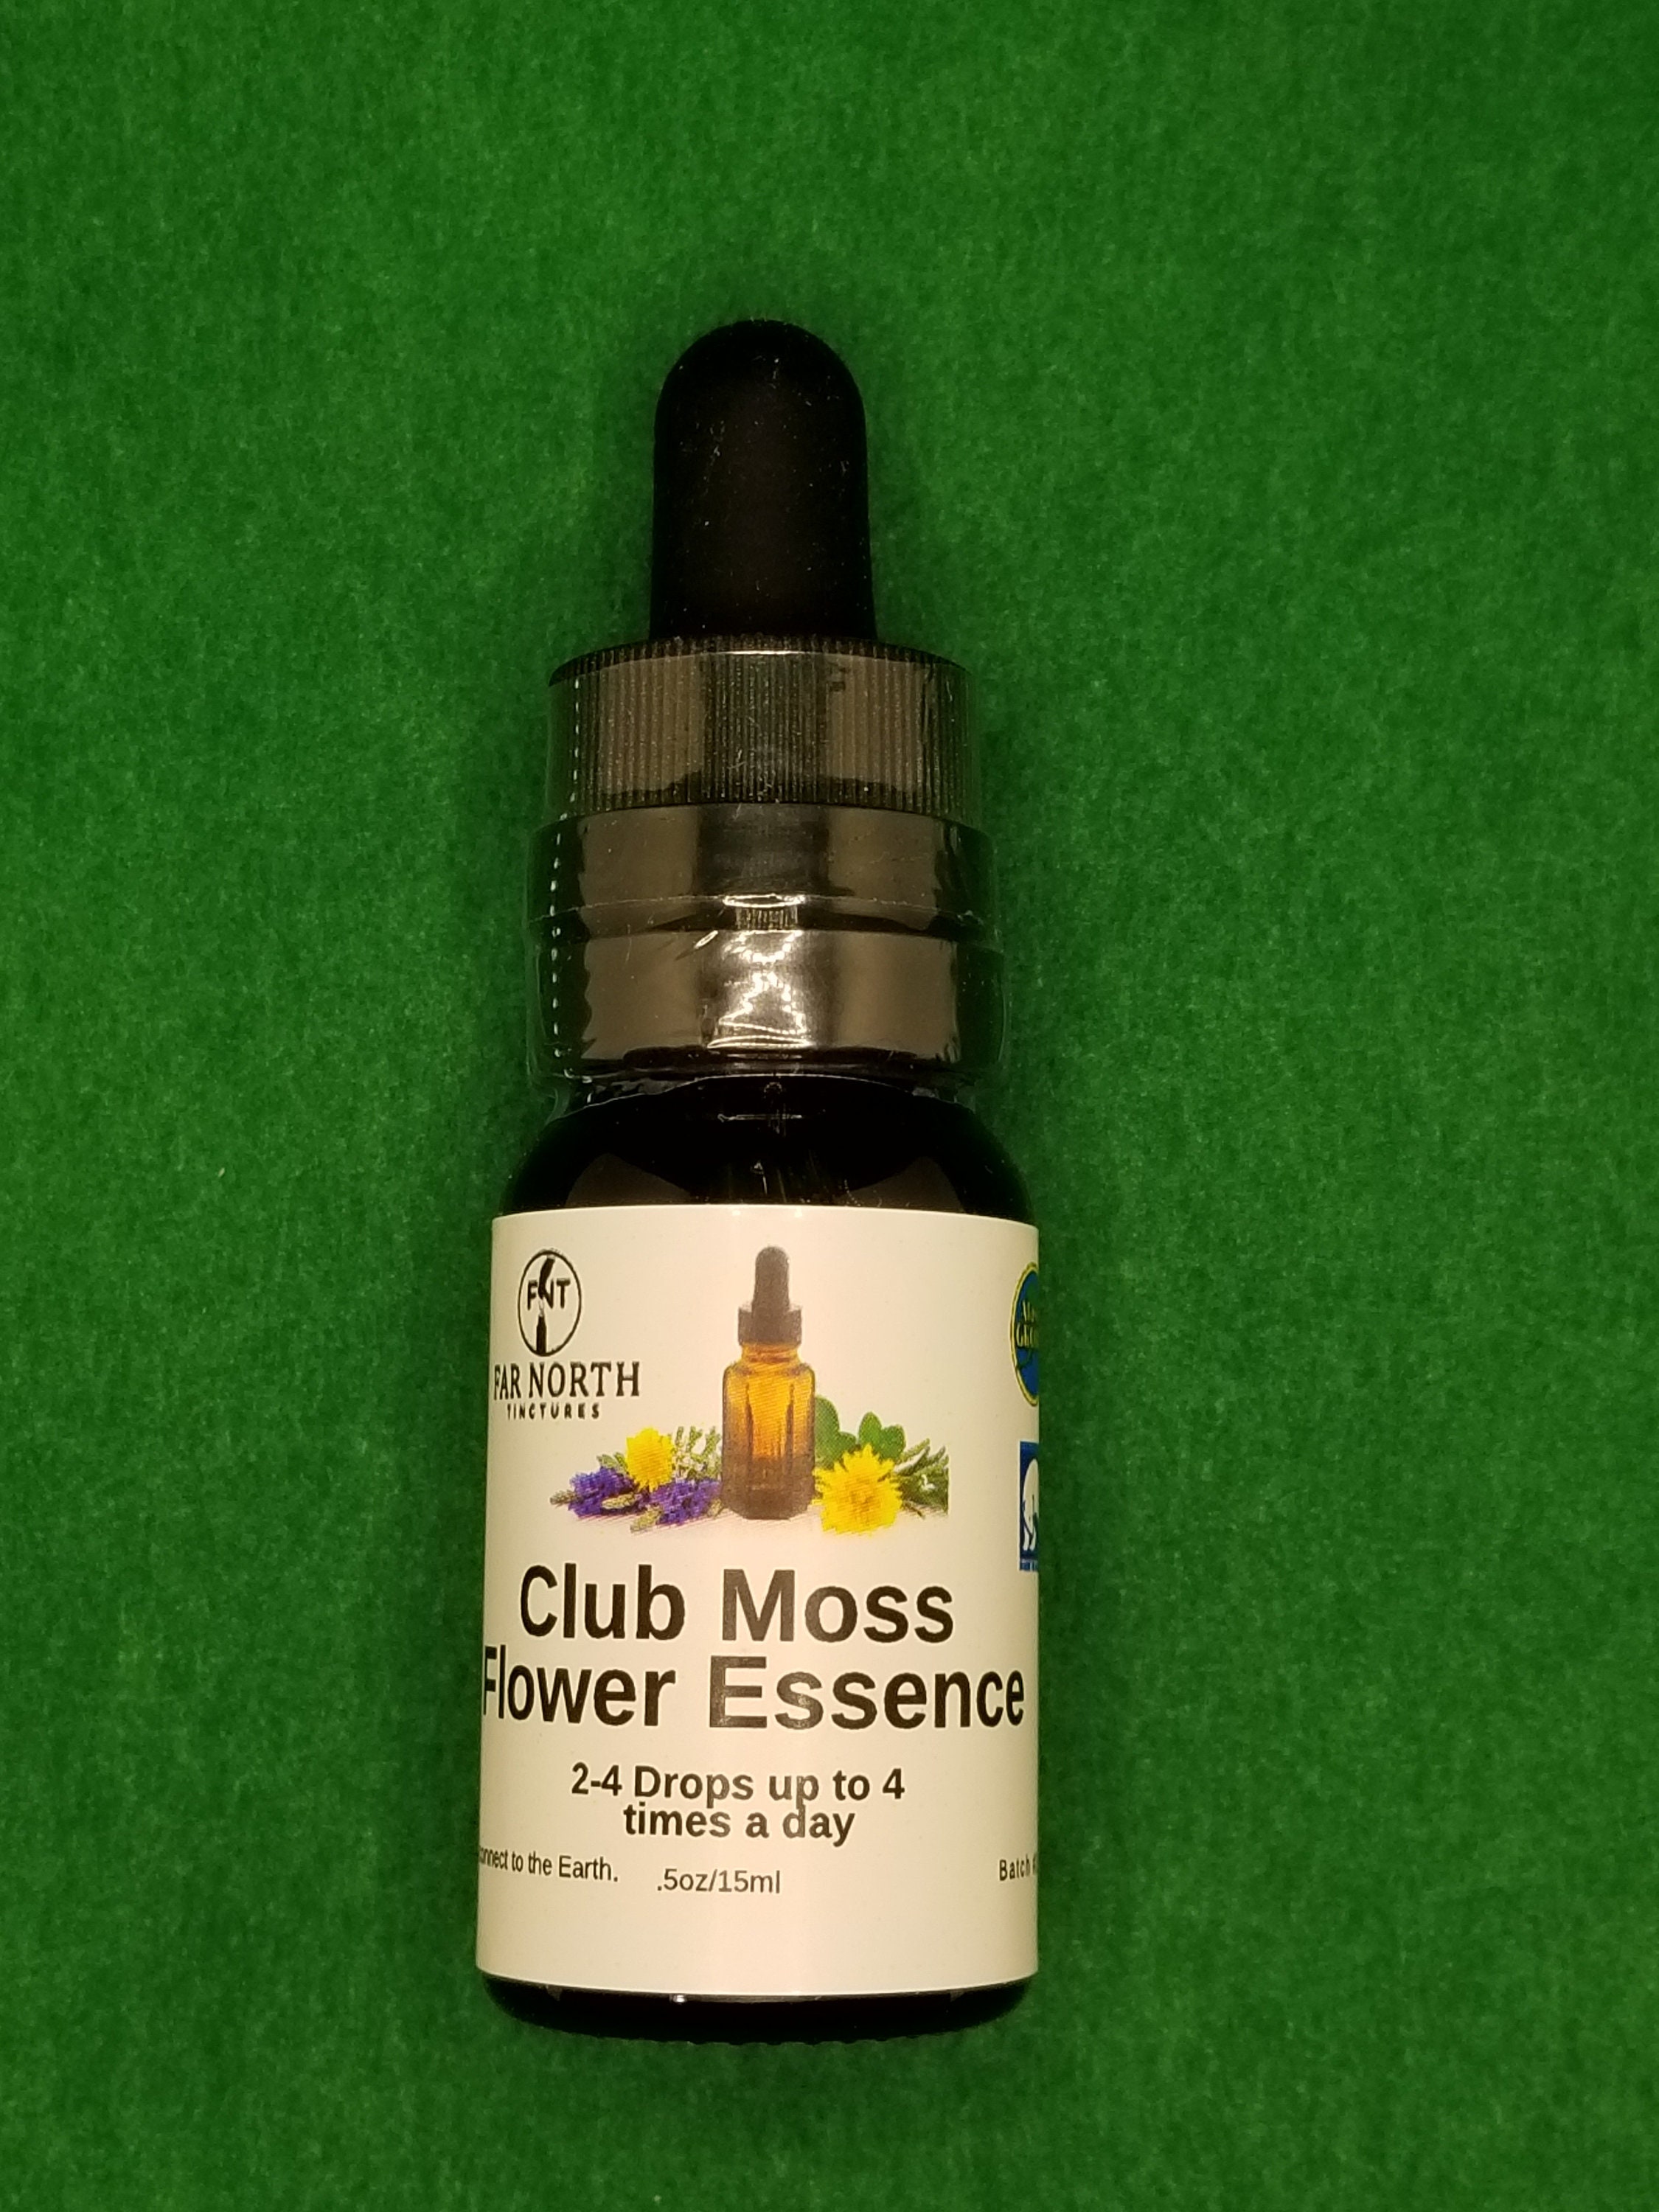 FNT
FAR NORTH
TINCTURES
Club Moss
Flower Essence
2-4 Drops up to 4
times a day
to the Earth.
.5oz/15ml
Batch